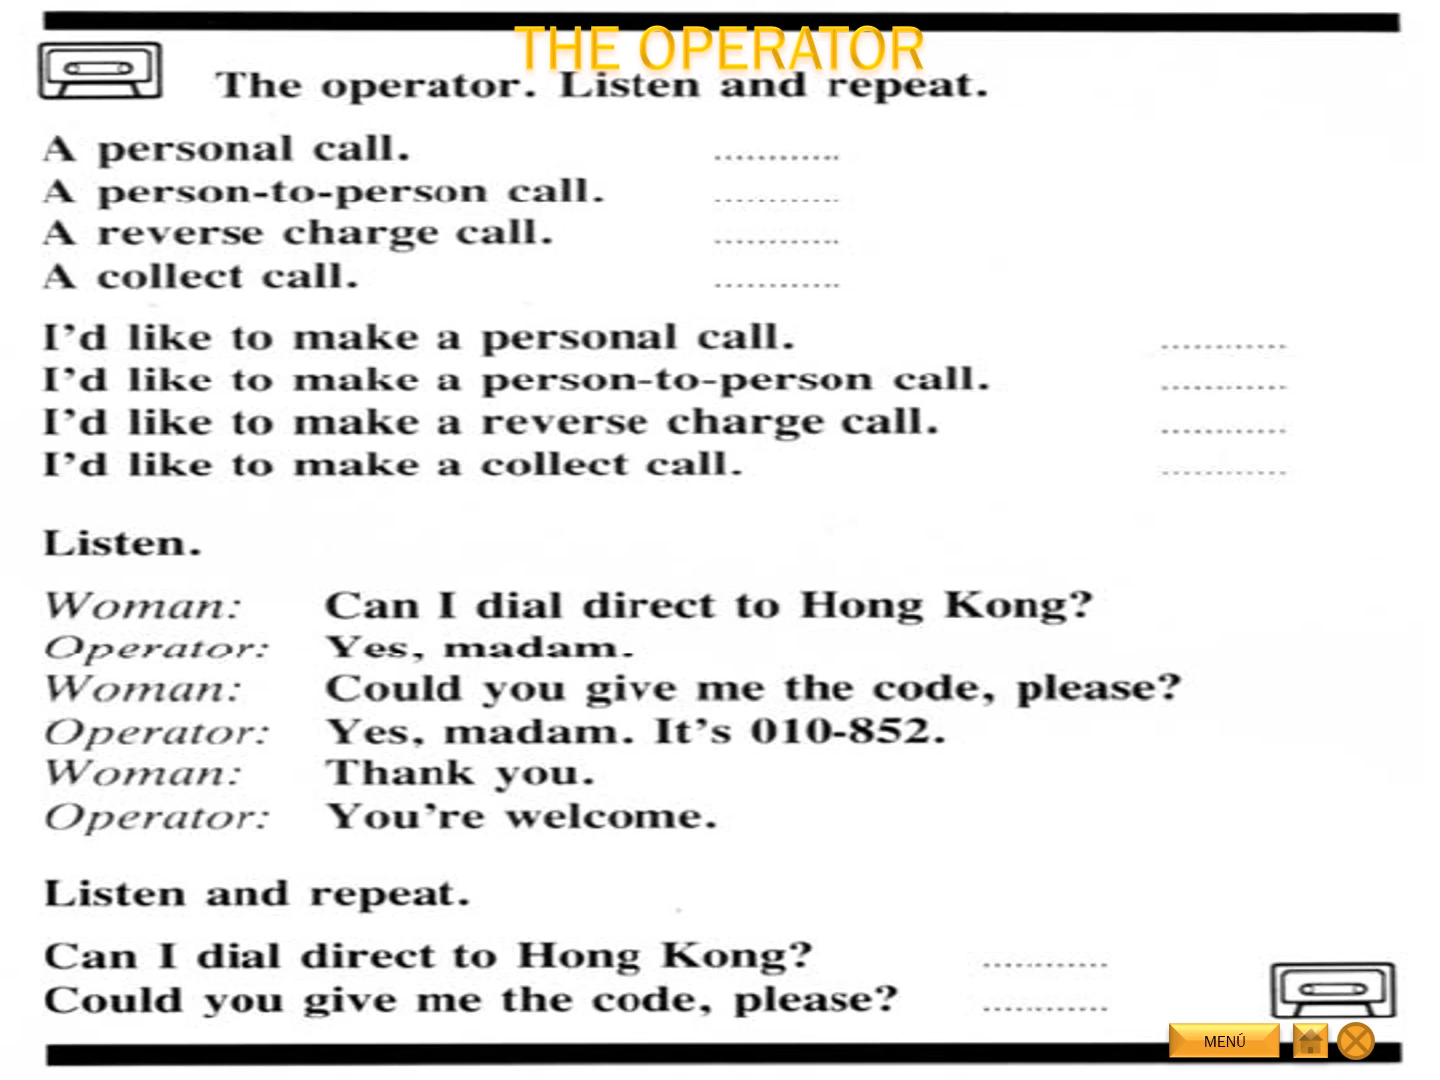 THE OPERATOR
The operator. Listen and repeat.
A personal call. ............
A person-to-person call. ............
A reverse charge call. ............
A collect call. ............
I'd like to make a personal call. ............
I'd like to make a person-to-person call. ............
I'd like to make a reverse charge call. ............
I'd like to make a collect call. ............
Listen.
Woman: Can I dial direct to Hong Kong?
Operator: Yes, madam.
Woman: Could you give me the code, please?
Operator: Yes, madam. It's 010-852.
Woman: Thank you.
Operator: You're welcome.
Listen and repeat.
Can I dial direct to Hong Kong? ............
Could you give me the code, please? ............
MENÚ